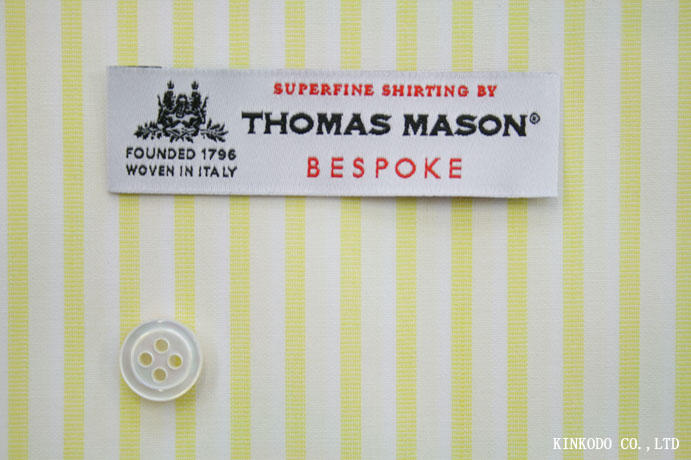 SUPERFINE SHIRTING BY
THOMAS MASON®
BESPOKE
FOUNDED 1796
WOVEN IN ITALY
KINKODO CO.,LTD